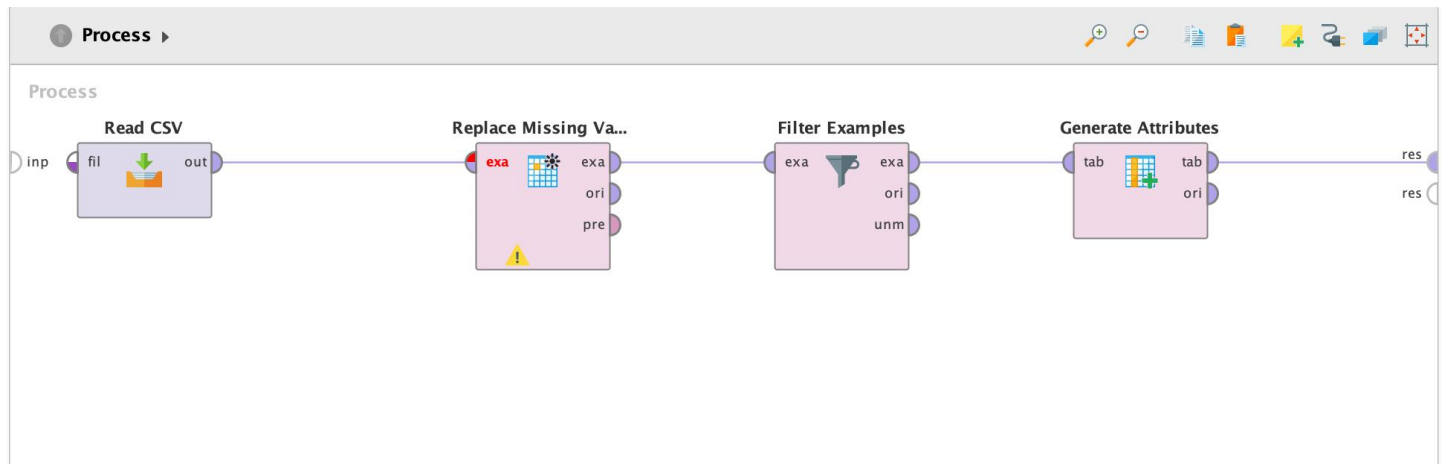 Process
Process
Read CSV
Replace Missing Va...
Filter Examples
Generate Attributes
inp
fil
out
exa
exa
exa
exa
tab
tab
res
ori
ori
ori
res
pre
unm